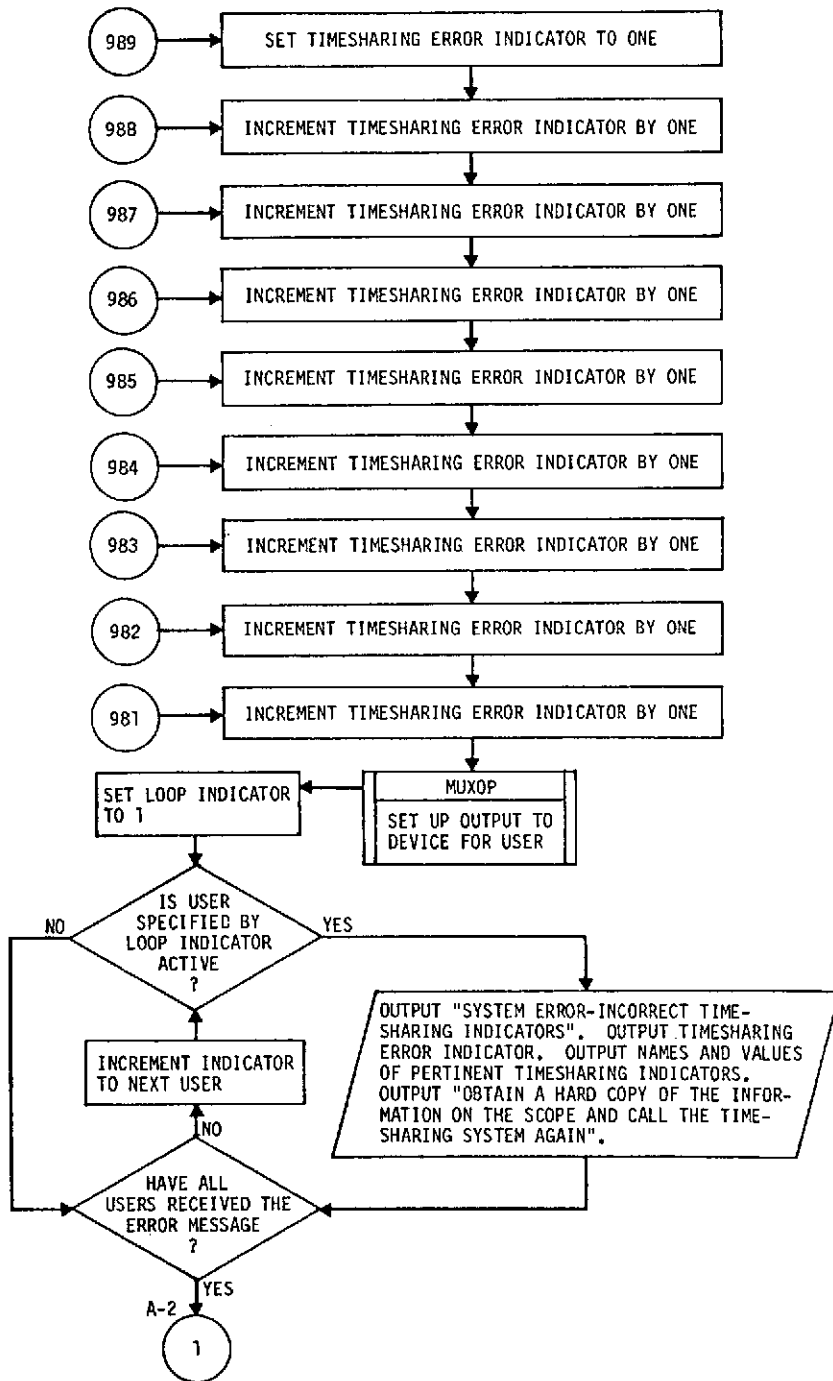 989
SET TIMESHARING ERROR INDICATOR TO ONE
988
INCREMENT TIMESHARING ERROR INDICATOR BY ONE
987
INCREMENT TIMESHARING ERROR INDICATOR BY ONE
986
INCREMENT TIMESHARING ERROR INDICATOR BY ONE
985
INCREMENT TIMESHARING ERROR INDICATOR BY ONE
984
INCREMENT TIMESHARING ERROR INDICATOR BY ONE
983
INCREMENT TIMESHARING ERROR INDICATOR BY ONE
982
INCREMENT TIMESHARING ERROR INDICATOR BY ONE
981
INCREMENT TIMESHARING ERROR INDICATOR BY ONE
MUXOP
SET UP OUTPUT TO
DEVICE FOR USER
SET LOOP INDICATOR
TO 1
IS USER
SPECIFIED BY
LOOP INDICATOR
ACTIVE
?
NO
YES
OUTPUT "SYSTEM ERROR-INCORRECT TIME-
SHARING INDICATORS". OUTPUT TIMESHARING
ERROR INDICATOR. OUTPUT NAMES AND VALUES
OF PERTINENT TIMESHARING INDICATORS.
OUTPUT "OBTAIN A HARD COPY OF THE INFOR-
MATION ON THE SCOPE AND CALL THE TIME-
SHARING SYSTEM AGAIN".
INCREMENT INDICATOR
TO NEXT USER
NO
HAVE ALL
USERS RECEIVED THE
ERROR MESSAGE
?
YES
A-2
1